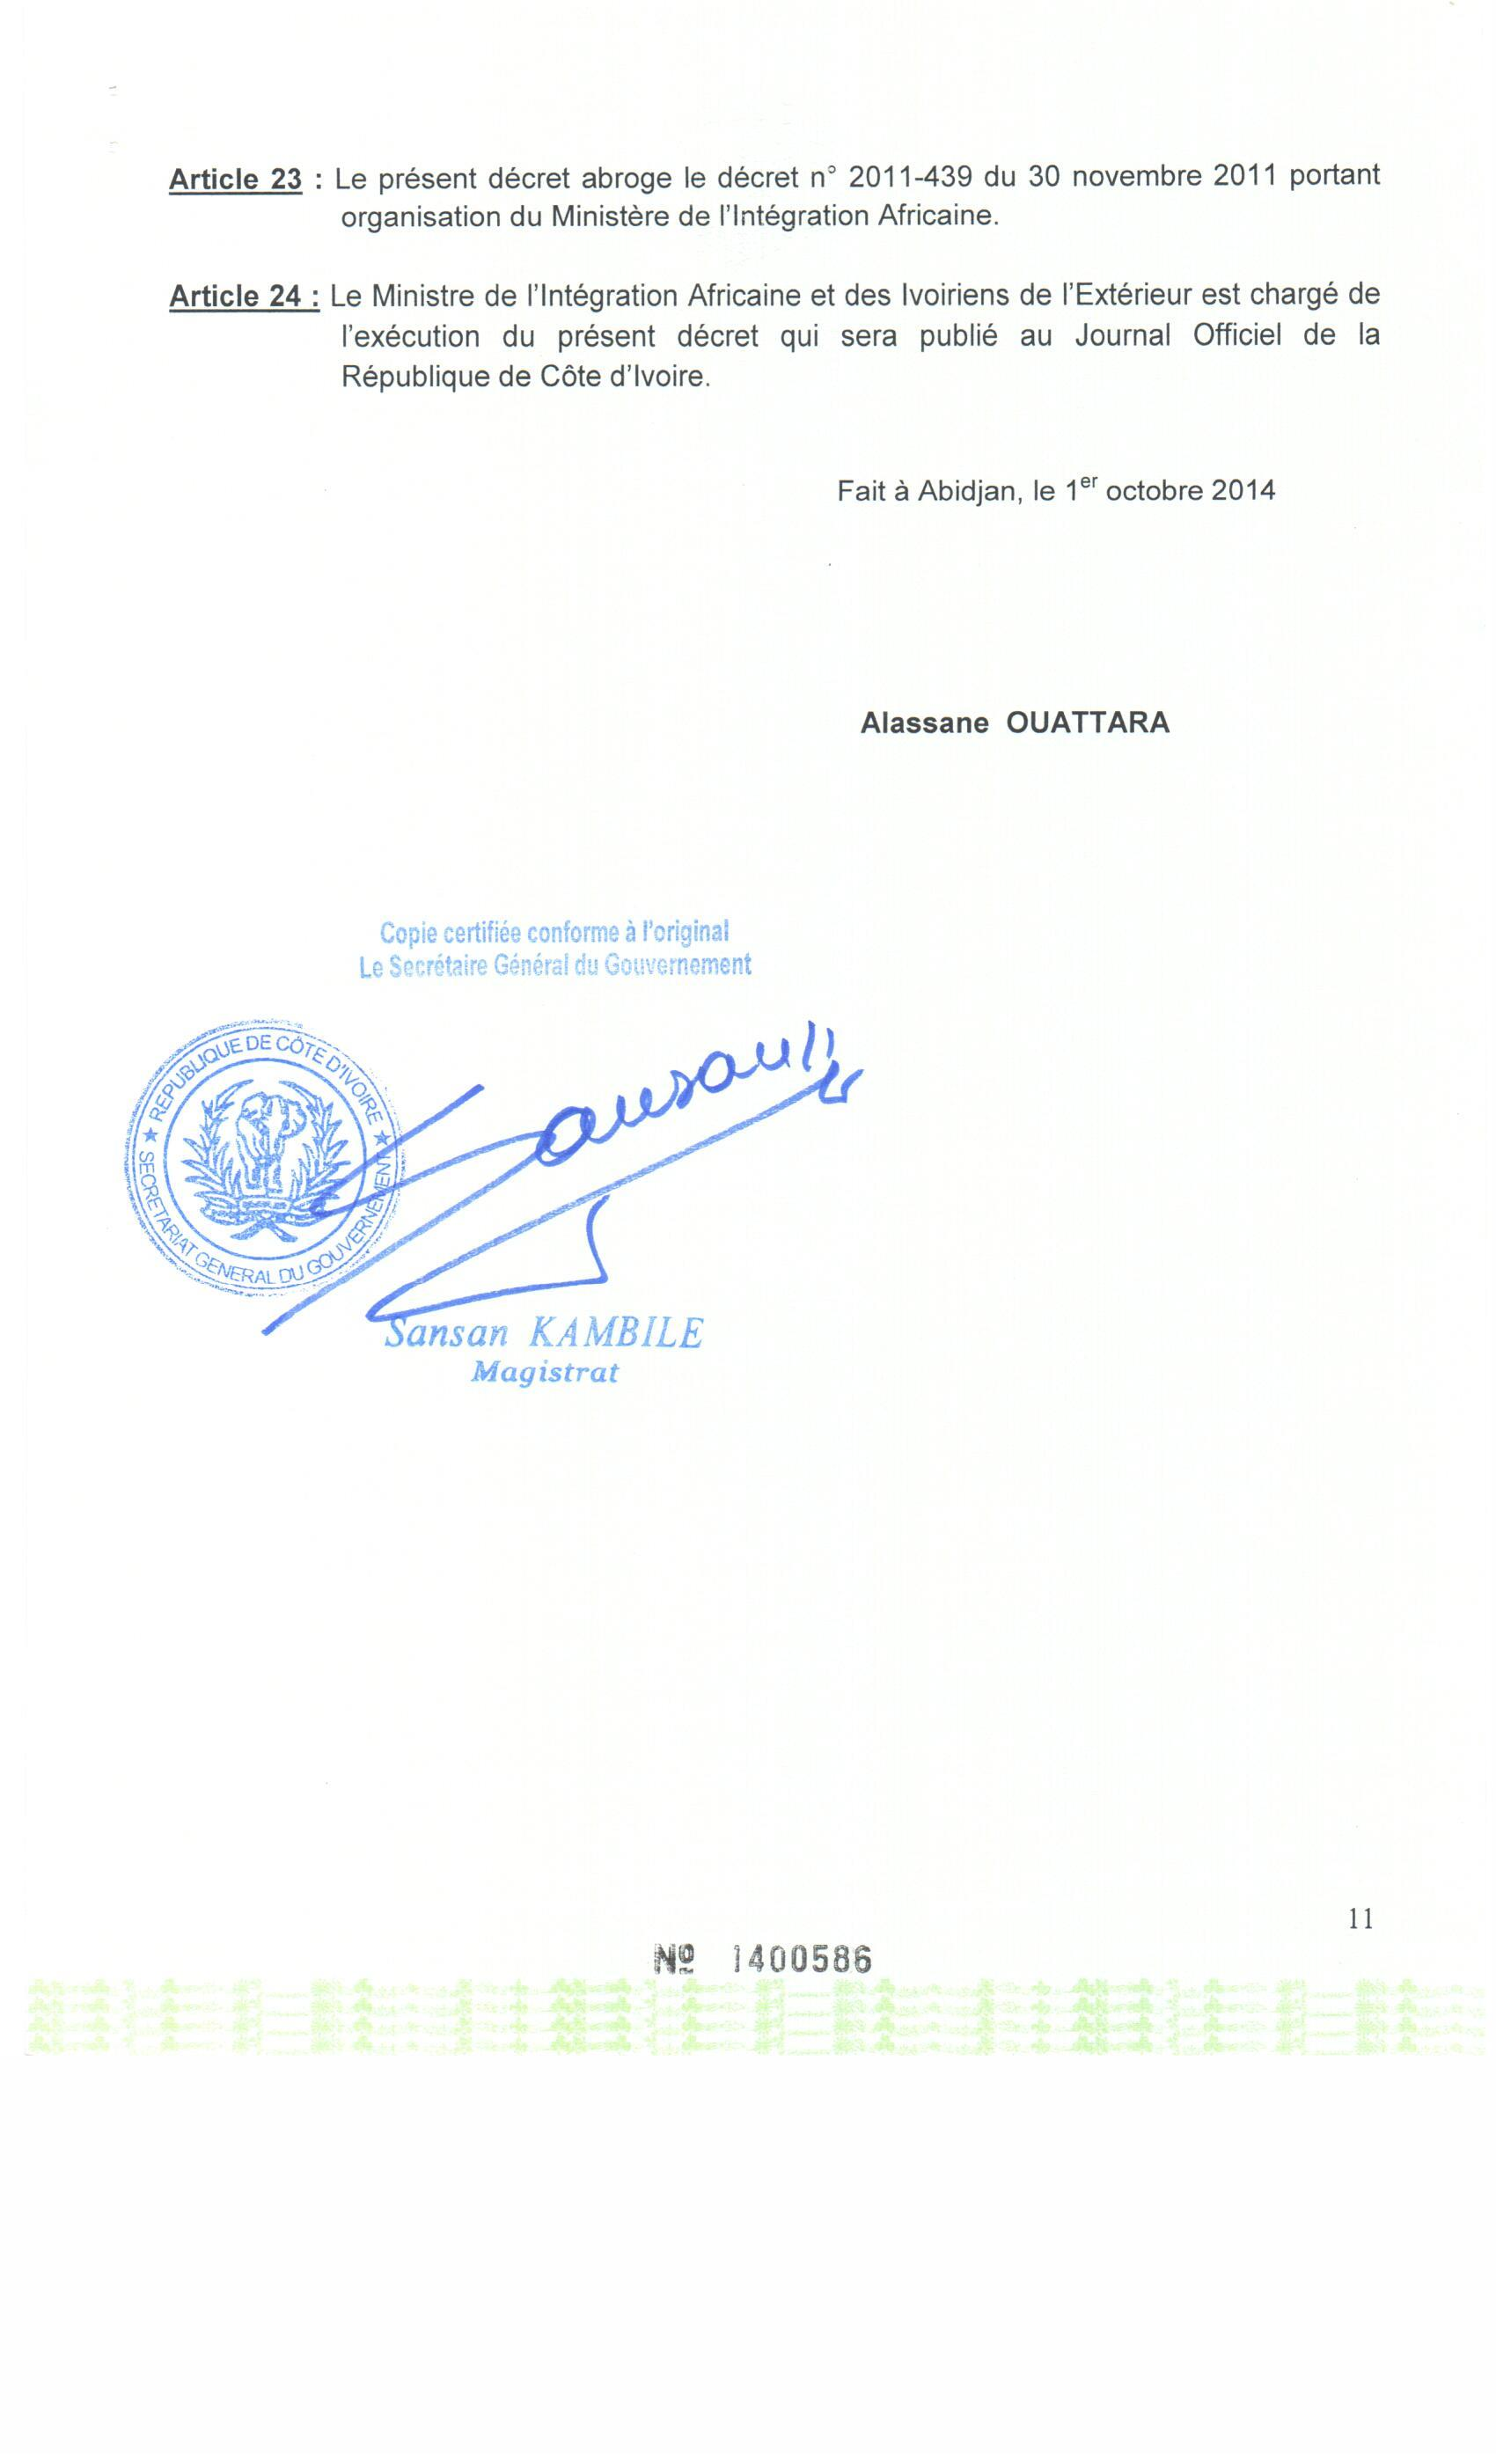 Article 23 : Le présent décret abroge le décret n° 2011-439 du 30 novembre 2011 portant
organisation du Ministère de l'Intégration Africaine.
Article 24 : Le Ministre de l'Intégration Africaine et des Ivoiriens de l'Extérieur est chargé de
l'exécution du présent décret qui sera publié au Journal Officiel de la
République de Côte d'Ivoire.
Fait à Abidjan, le 1er octobre 2014
Alassane OUATTARA
Copie certifiée conforme à l'original
Le Secrétaire Général du Gouvernement
★ REPUBLIQUE DE CÔTE D'IVOIRE ★
SECRETARIAT GENERAL DU GOUVERNEMENT
Sansan KAMBILE
Magistrat
11
Nº 1400586